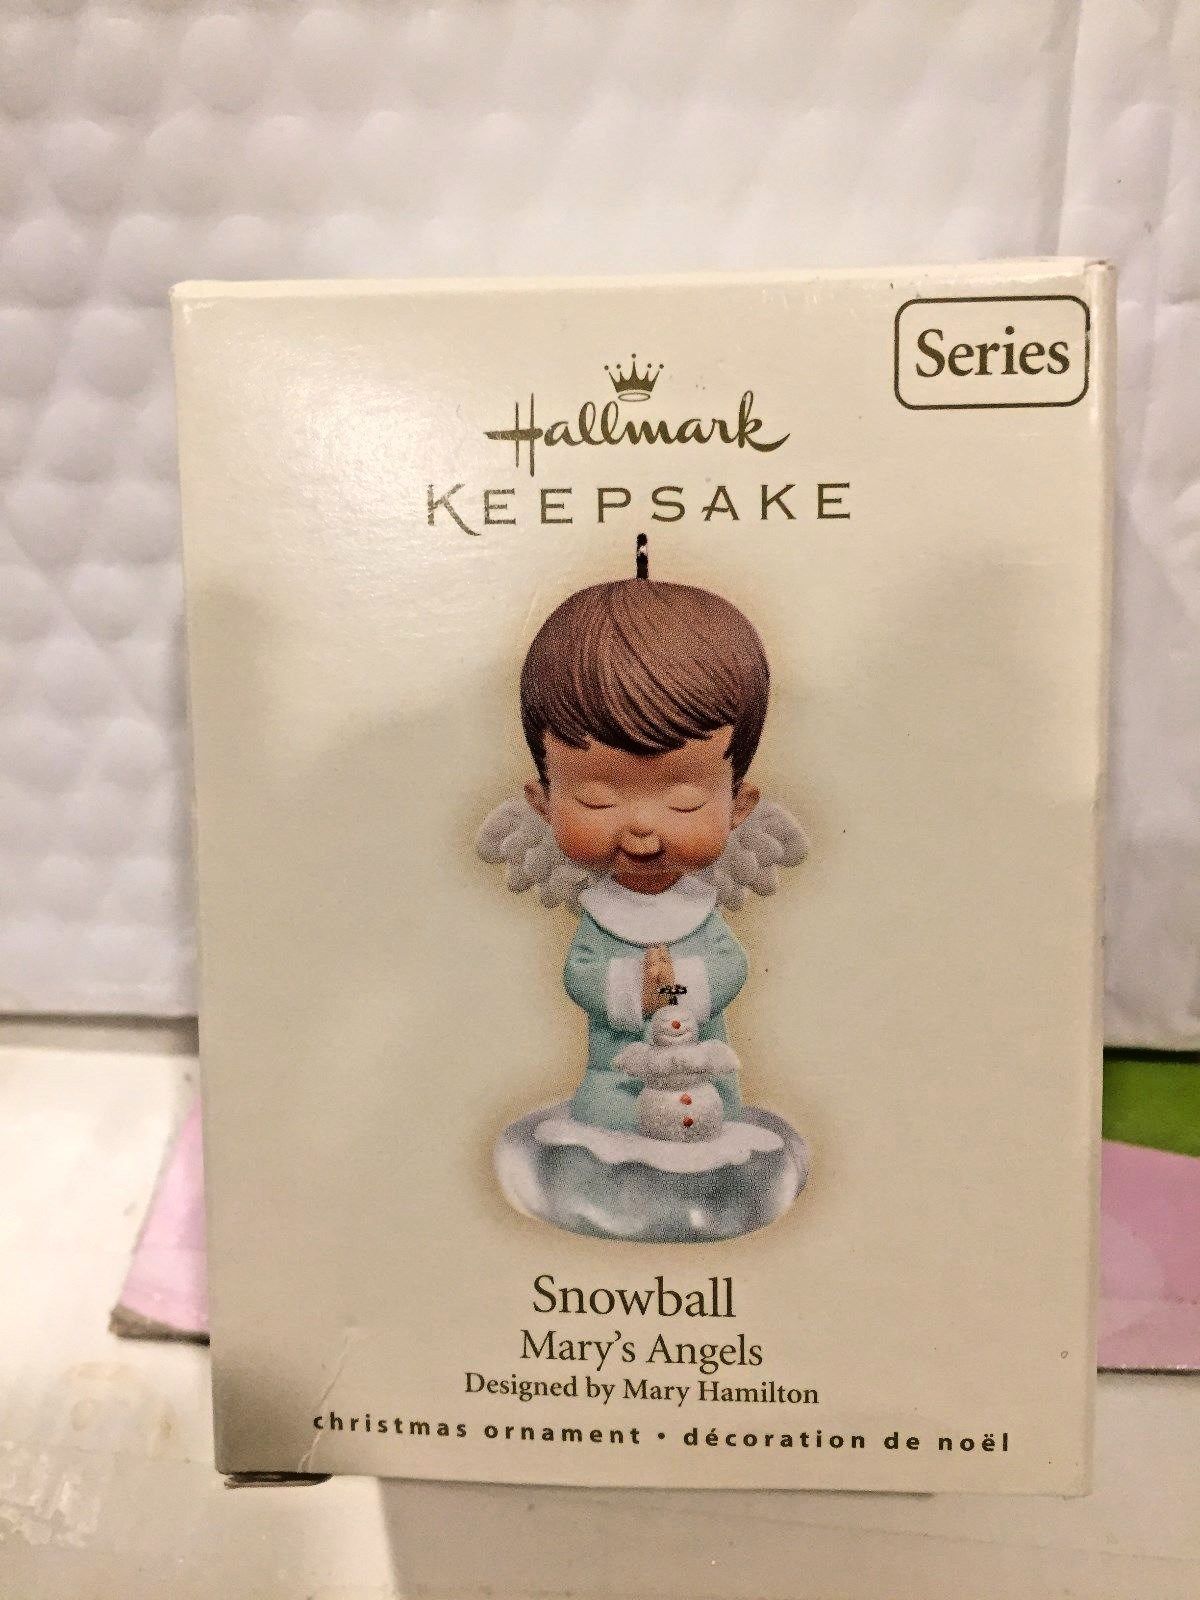 Series
Hallmark
KEEPSAKE
Snowball
Mary's Angels
Designed by Mary Hamilton
christmas ornament • décoration de noël